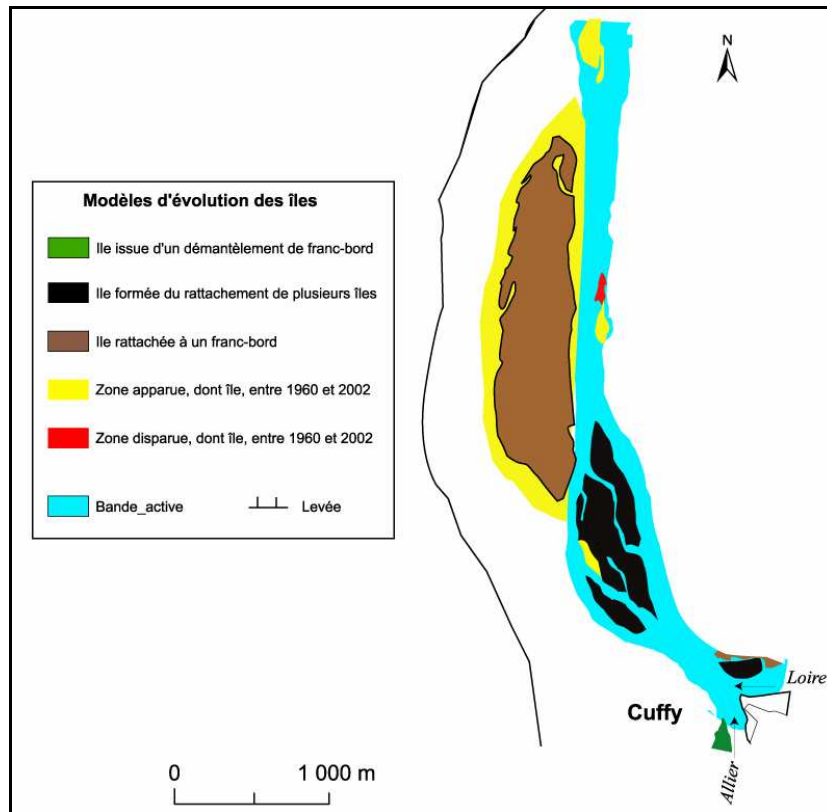 N
Modèles d'évolution des îles
Ile issue d'un démantèlement de franc-bord
Ile formée du rattachement de plusieurs îles
Ile rattachée à un franc-bord
Zone apparue, dont île, entre 1960 et 2002
Zone disparue, dont île, entre 1960 et 2002
Bande_active
Levée
Loire
Cuffy
Allier
0 1 000 m